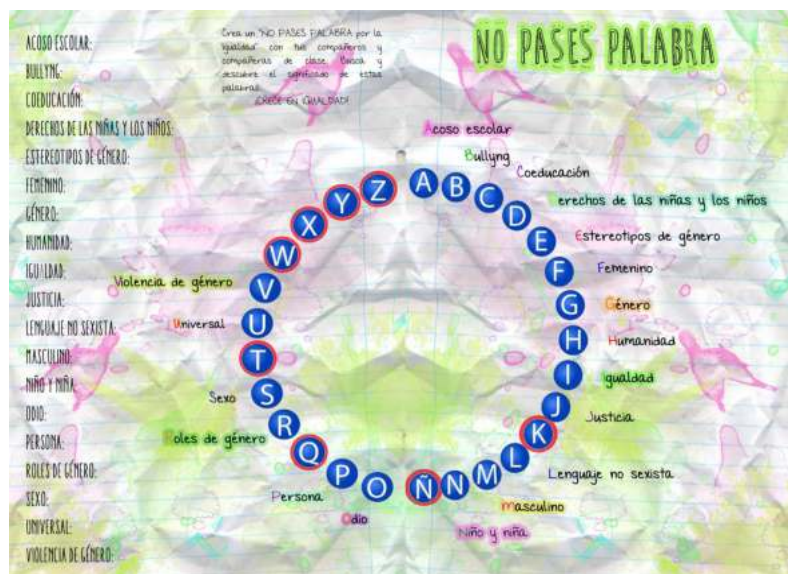 NO PASES PALABRA
Crea un "NO PASES PALABRA por la
igualdad" con tus compañeros y
compañeras de clase. Busca y
descubre el significado de estas
palabras:
¡CRECE EN IGUALDAD!
ACOSO ESCOLAR:
BULLYNG:
COEDUCACIÓN:
DERECHOS DE LAS NIÑAS Y LOS NIÑOS:
ESTEREOTIPOS DE GÉNERO:
FEMENINO:
GÉNERO:
HUMANIDAD:
IGUALDAD:
JUSTICIA:
LENGUAJE NO SEXISTA:
MASCULINO:
NIÑO Y NIÑA:
ODIO:
PERSONA:
ROLES DE GÉNERO:
SEXO:
UNIVERSAL:
VIOLENCIA DE GÉNERO:
Acoso escolar
Bullyng
Coeducación
Derechos de las niñas y los niños
Estereotipos de género
Femenino
Género
Humanidad
Igualdad
Justicia
Lenguaje no sexista
Masculino
Niño y niña
Odio
Persona
Roles de género
Sexo
Universal
Violencia de género
A
B
C
D
E
F
G
H
I
J
K
L
M
N
Ñ
O
P
Q
R
S
T
U
V
W
X
Y
Z